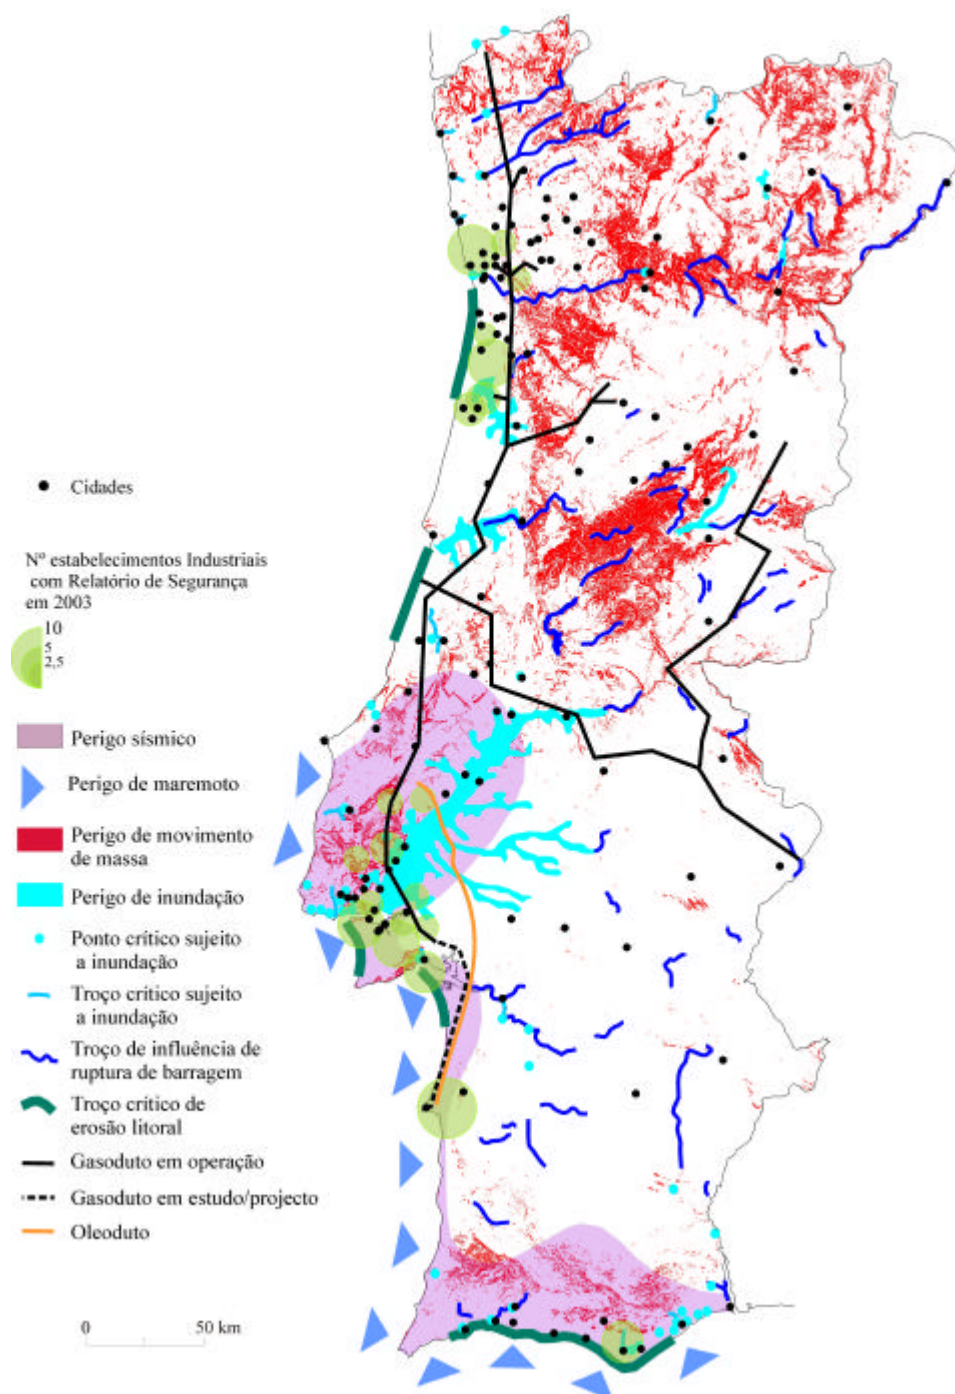 Cidades
Nº estabelecimentos Industriais
com Relatório de Segurança
em 2003
10
5
2,5
Perigo sísmico
Perigo de maremoto
Perigo de movimento
de massa
Perigo de inundação
Ponto crítico sujeito
a inundação
Troço crítico sujeito
a inundação
Troço de influência de
ruptura de barragem
Troço crítico de
erosão litoral
Gasoduto em operação
Gasoduto em estudo/projecto
Oleoduto
0 50 km